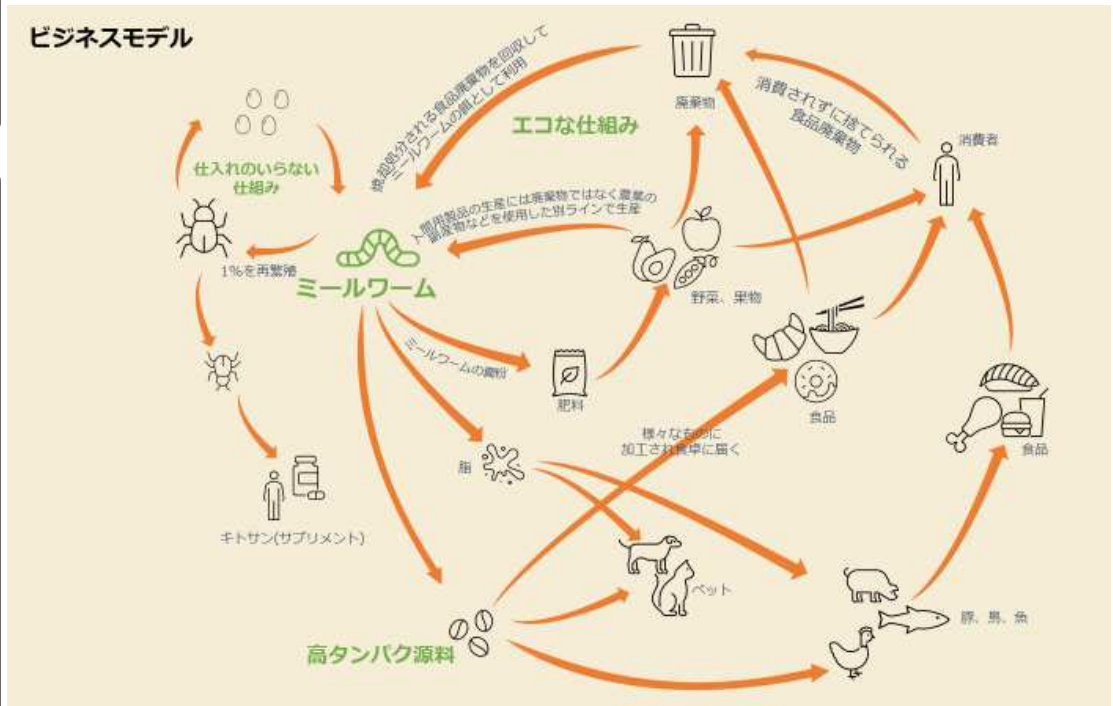 ビジネスモデル
廃棄物
焼却処分される食品廃棄物を回収して
ミールワームの餌として利用
エコな仕組み
消費されずに捨てられる
食品廃棄物
消費者
仕入れのいらない
仕組み
人間用製品の生産には廃棄物ではなく農業の
副産物などを使用した別ラインで生産
1%を再繁殖
ミールワーム
野菜、果物
ミールワームの糞粉
肥料
食品
様々なものに
加工され食卓に届く
食品
脂
キトサン(サプリメント)
ペット
豚、鳥、魚
高タンパク源料